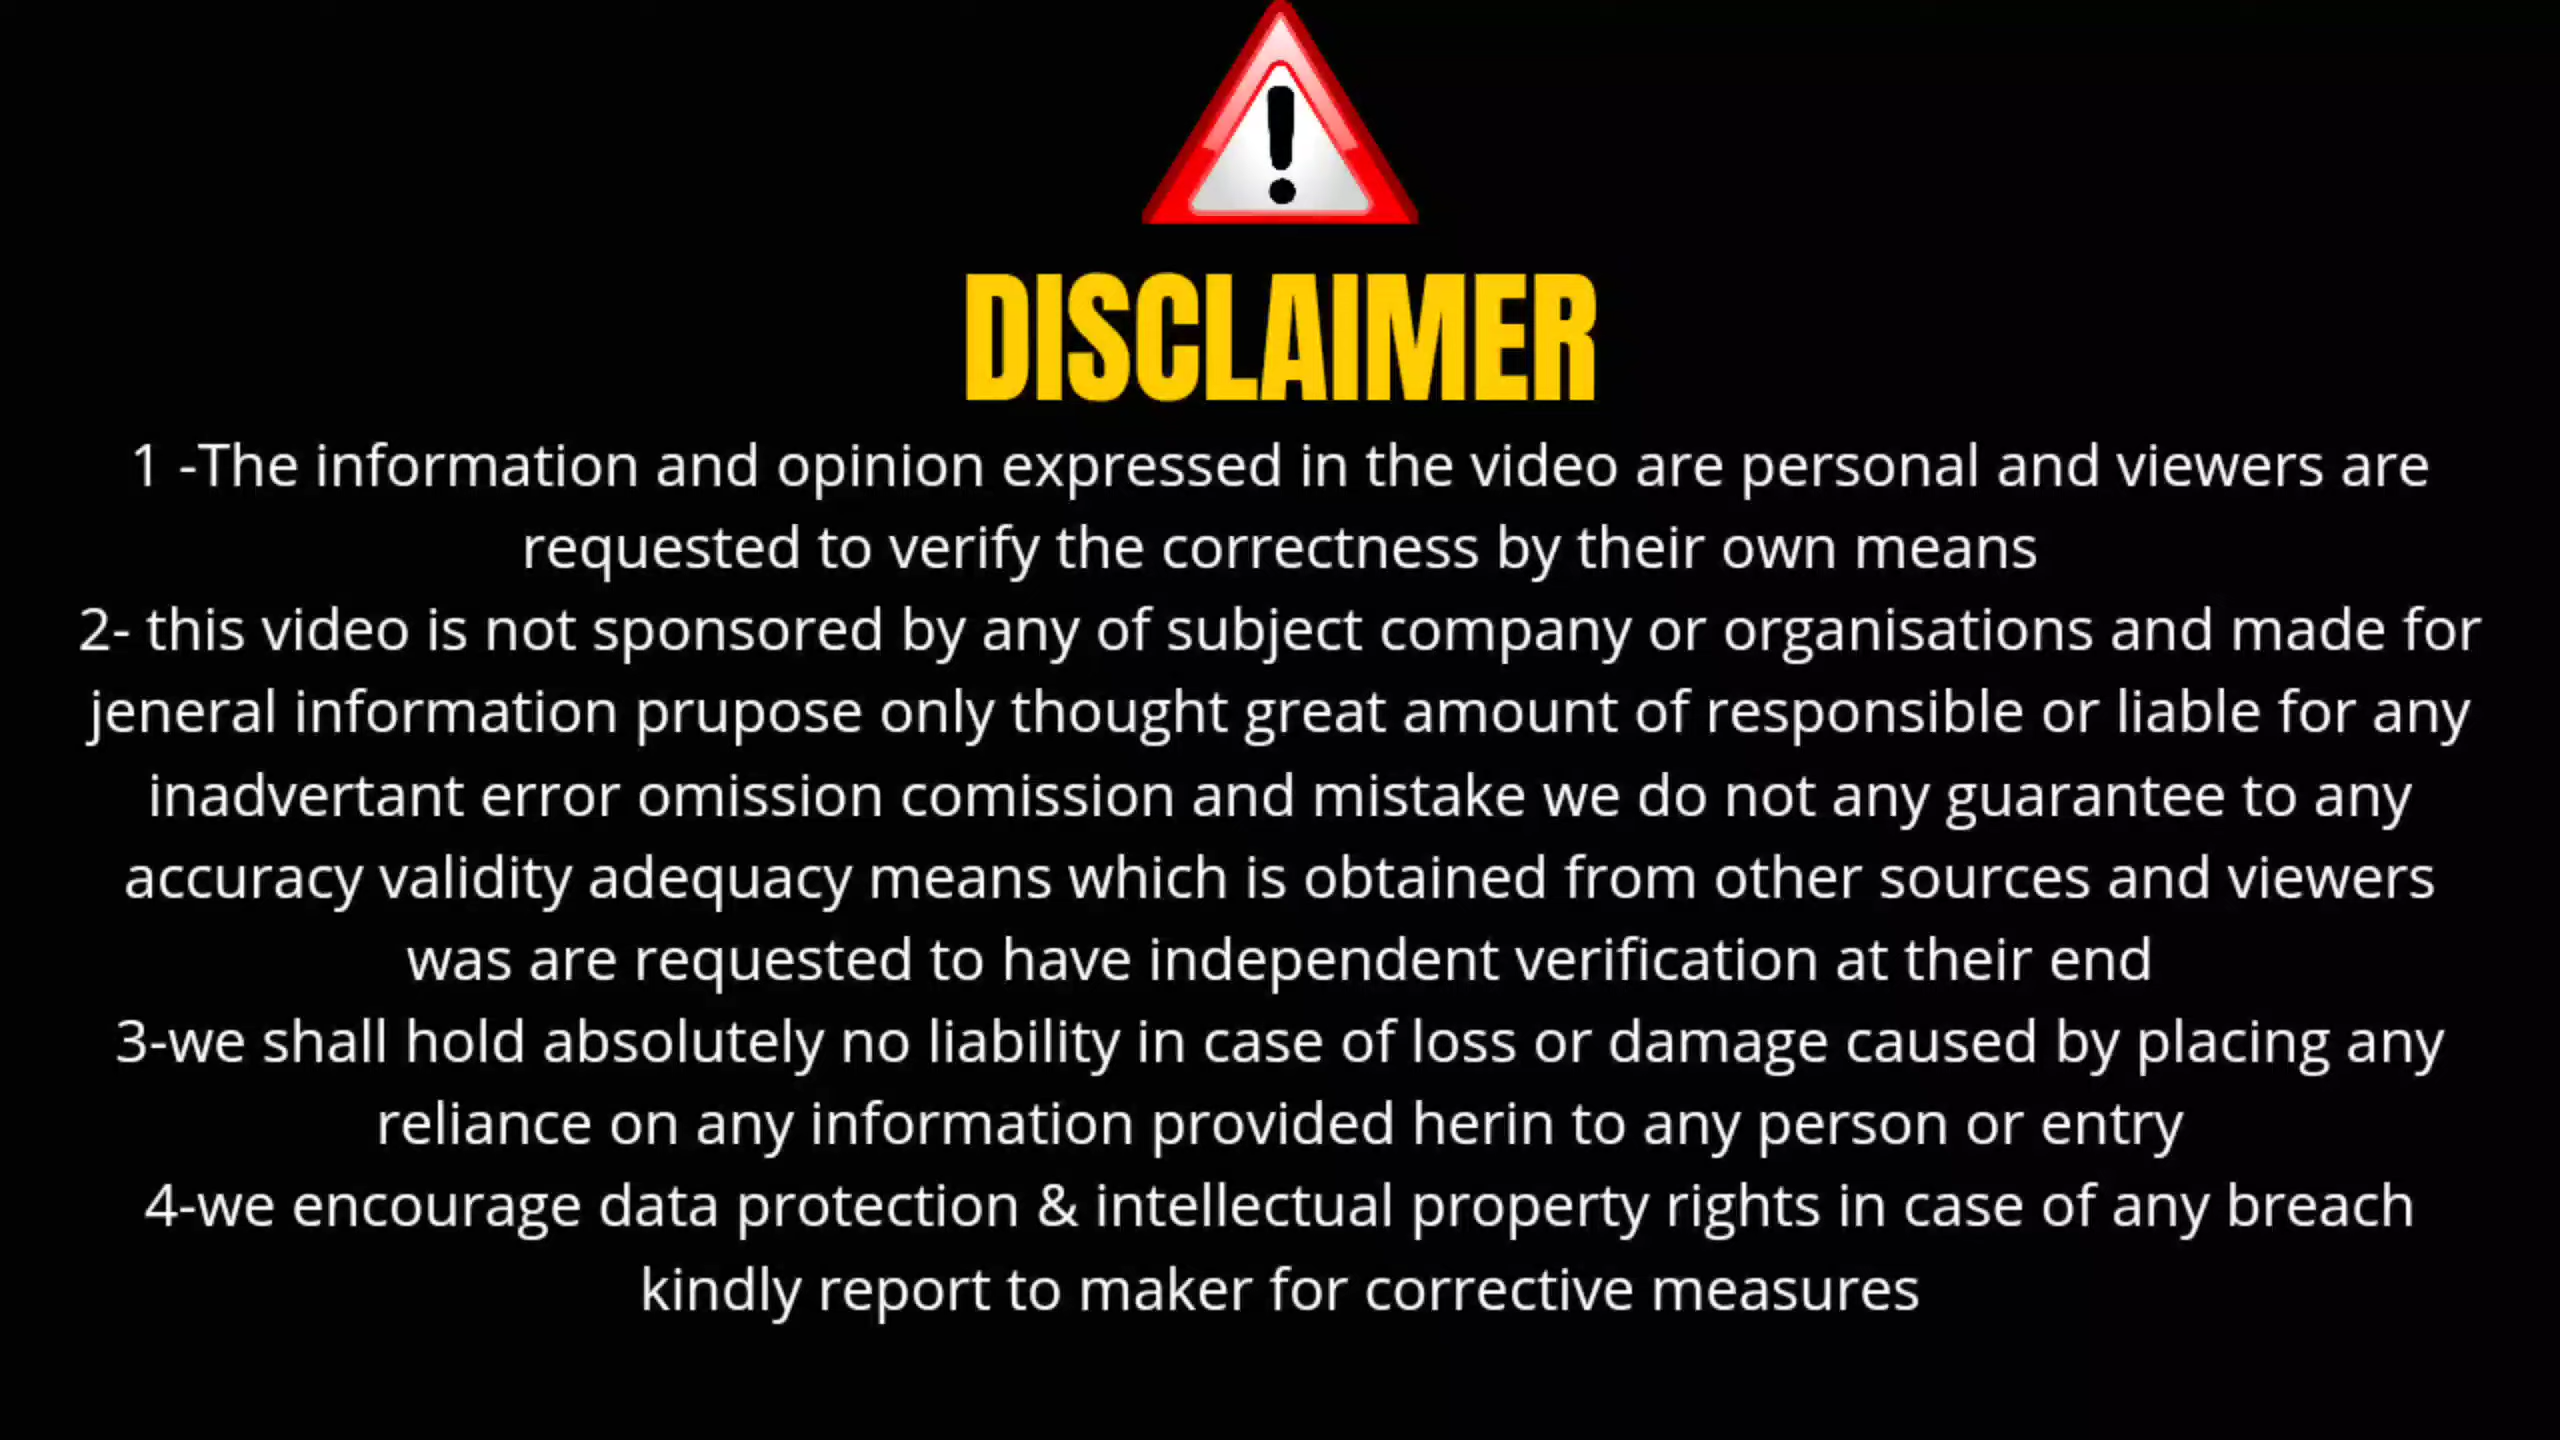 DISCLAIMER
1 -The information and opinion expressed in the video are personal and viewers are
requested to verify the correctness by their own means
2- this video is not sponsored by any of subject company or organisations and made for
jeneral information prupose only thought great amount of responsible or liable for any
inadvertant error omission comission and mistake we do not any guarantee to any
accuracy validity adequacy means which is obtained from other sources and viewers
was are requested to have independent verification at their end
3-we shall hold absolutely no liability in case of loss or damage caused by placing any
reliance on any information provided herin to any person or entry
4-we encourage data protection & intellectual property rights in case of any breach
kindly report to maker for corrective measures